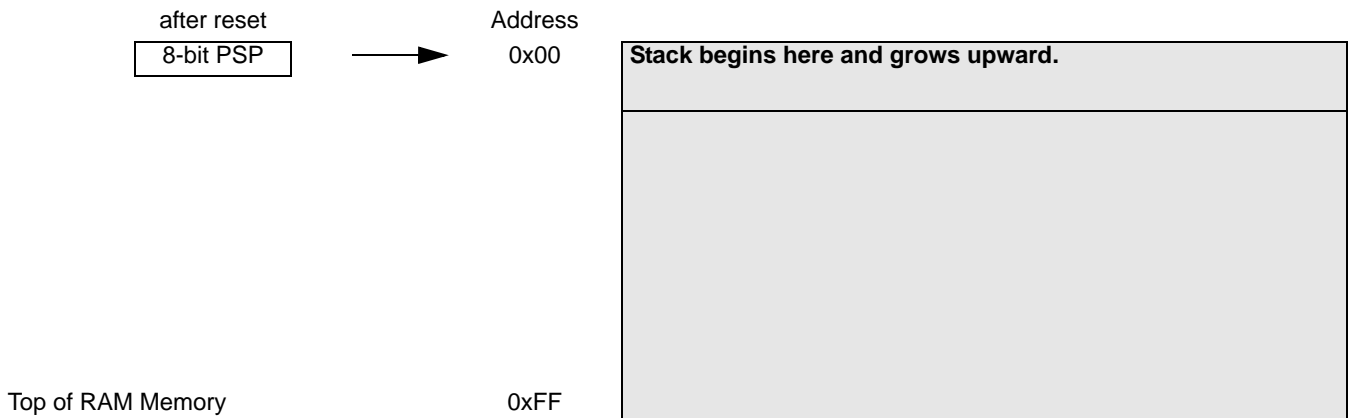 after reset Address
8-bit PSP 0x00 Stack begins here and grows upward.
Top of RAM Memory 0xFF